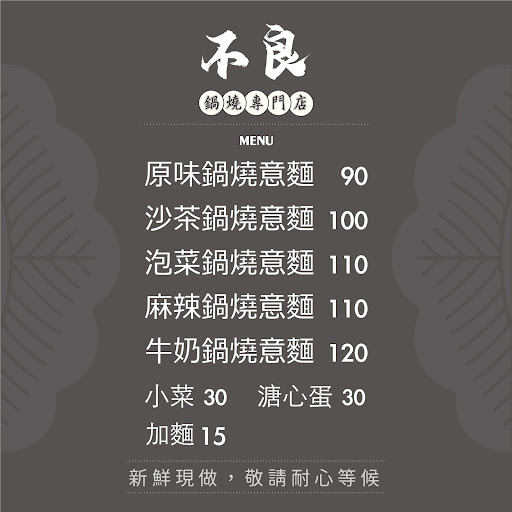 不良
鍋燒專門店
MENU
原味鍋燒意麵 90
沙茶鍋燒意麵 100
泡菜鍋燒意麵 110
麻辣鍋燒意麵 110
牛奶鍋燒意麵 120
小菜 30 溏心蛋 30
加麵 15
新鮮現做，敬請耐心等候